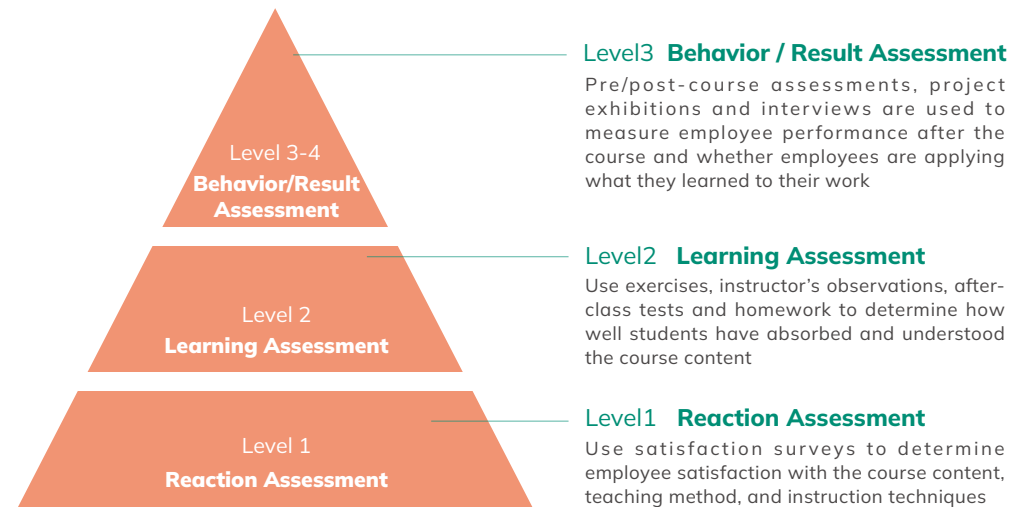 Level 3-4
Behavior/Result
Assessment
Level 2
Learning Assessment
Level 1
Reaction Assessment
Level3 Behavior / Result Assessment
Pre/post-course assessments, project
exhibitions and interviews are used to
measure employee performance after the
course and whether employees are applying
what they learned to their work
Level2 Learning Assessment
Use exercises, instructor’s observations, after-
class tests and homework to determine how
well students have absorbed and understood
the course content
Level1 Reaction Assessment
Use satisfaction surveys to determine
employee satisfaction with the course content,
teaching method, and instruction techniques